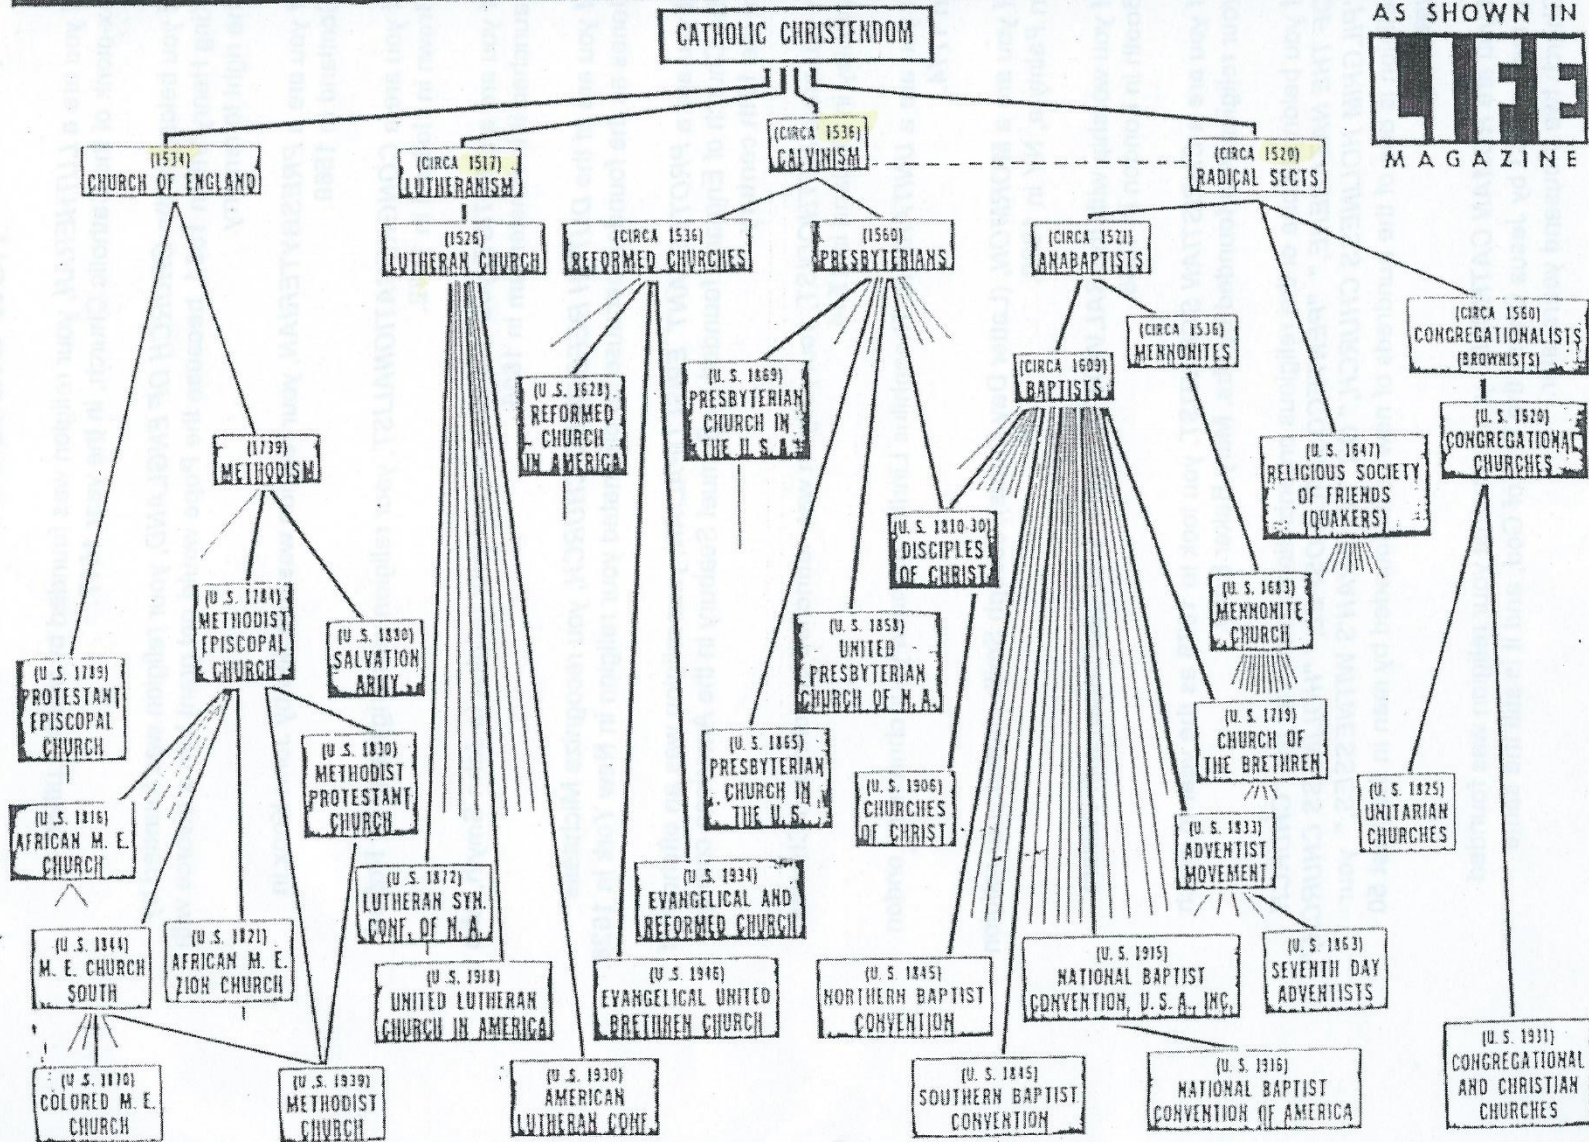 AS SHOWN IN
LIFE
MAGAZINE
CATHOLIC CHRISTENDOM
(1534)
CHURCH OF ENGLAND
(CIRCA 1517)
LUTHERANISM
(CIRCA 1536)
CALVINISM
(CIRCA 1520)
RADICAL SECTS
(1526)
LUTHERAN CHURCH
(CIRCA 1536)
REFORMED CHURCHES
(1560)
PRESBYTERIANS
(CIRCA 1521)
ANABAPTISTS
(CIRCA 1536)
MENNONITES
(CIRCA 1560)
CONGREGATIONALISTS
(BROWNISTS)
(CIRCA 1609)
BAPTISTS
(U.S. 1628)
REFORMED
CHURCH
IN AMERICA
(U.S. 1869)
PRESBYTERIAN
CHURCH IN
THE U.S.A.
(U.S. 1620)
CONGREGATIONAL
CHURCHES
(1739)
METHODISM
(U.S. 1647)
RELIGIOUS SOCIETY
OF FRIENDS
(QUAKERS)
(U.S. 1810-30)
DISCIPLES
OF CHRIST
(U.S. 1784)
METHODIST
EPISCOPAL
CHURCH
(U.S. 1880)
SALVATION
ARMY
(U.S. 1858)
UNITED
PRESBYTERIAN
CHURCH OF N.A.
(U.S. 1683)
MENNONITE
CHURCH
(U.S. 1789)
PROTESTANT
EPISCOPAL
CHURCH
(U.S. 1830)
METHODIST
PROTESTANT
CHURCH
(U.S. 1865)
PRESBYTERIAN
CHURCH IN
THE U.S.
(U.S. 1906)
CHURCHES
OF CHRIST
(U.S. 1719)
CHURCH OF
THE BRETHREN
(U.S. 1825)
UNITARIAN
CHURCHES
(U.S. 1816)
AFRICAN M.E.
CHURCH
(U.S. 1833)
ADVENTIST
MOVEMENT
(U.S. 1872)
LUTHERAN SYN.
CONF. OF N.A.
(U.S. 1934)
EVANGELICAL AND
REFORMED CHURCH
(U.S. 1844)
M.E. CHURCH
SOUTH
(U.S. 1821)
AFRICAN M.E.
ZION CHURCH
(U.S. 1918)
UNITED LUTHERAN
CHURCH IN AMERICA
(U.S. 1946)
EVANGELICAL UNITED
BRETHREN CHURCH
(U.S. 1845)
NORTHERN BAPTIST
CONVENTION
(U.S. 1915)
NATIONAL BAPTIST
CONVENTION, U.S.A., INC.
(U.S. 1863)
SEVENTH DAY
ADVENTISTS
(U.S. 1870)
COLORED M.E.
CHURCH
(U.S. 1939)
METHODIST
CHURCH
(U.S. 1930)
AMERICAN
LUTHERAN CONF.
(U.S. 1845)
SOUTHERN BAPTIST
CONVENTION
(U.S. 1916)
NATIONAL BAPTIST
CONVENTION OF AMERICA
(U.S. 1931)
CONGREGATIONAL
AND CHRISTIAN
CHURCHES